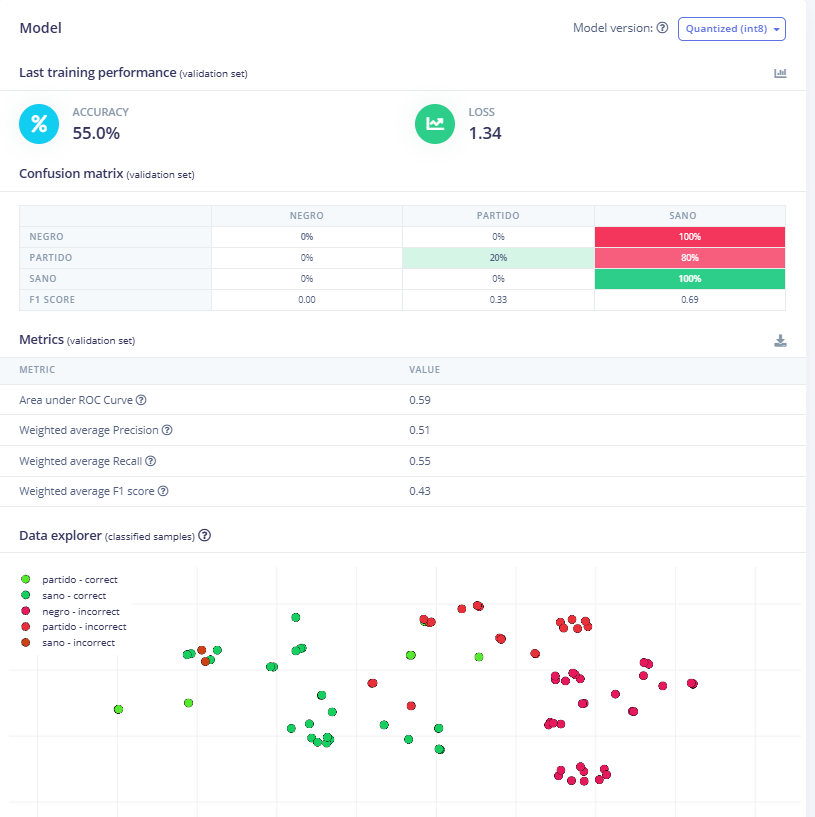 Model
Model version: Quantized (int8)
Last training performance (validation set)
ACCURACY
55.0%
LOSS
1.34
Confusion matrix (validation set)
NEGRO PARTIDO SANO
NEGRO 0% 0% 100%
PARTIDO 0% 20% 80%
SANO 0% 0% 100%
F1 SCORE 0.00 0.33 0.69
Metrics (validation set)
METRIC VALUE
Area under ROC Curve 0.59
Weighted average Precision 0.51
Weighted average Recall 0.55
Weighted average F1 score 0.43
Data explorer (classified samples)
partido - correct
sano - correct
negro - incorrect
partido - incorrect
sano - incorrect